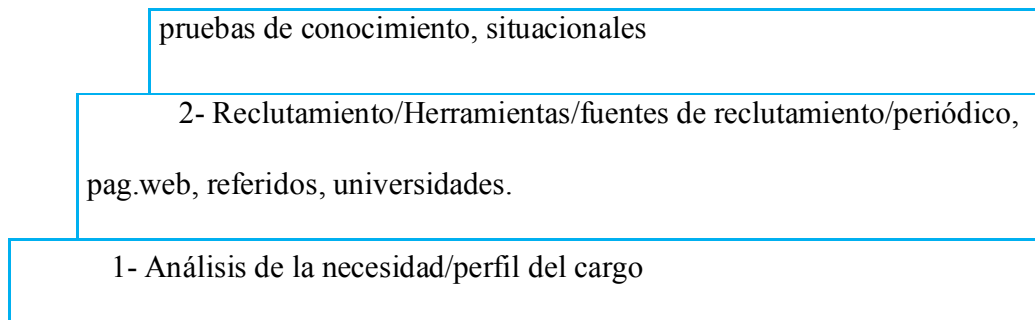 pruebas de conocimiento, situacionales
2- Reclutamiento/Herramientas/fuentes de reclutamiento/periódico,
pag.web, referidos, universidades.
1- Análisis de la necesidad/perfil del cargo